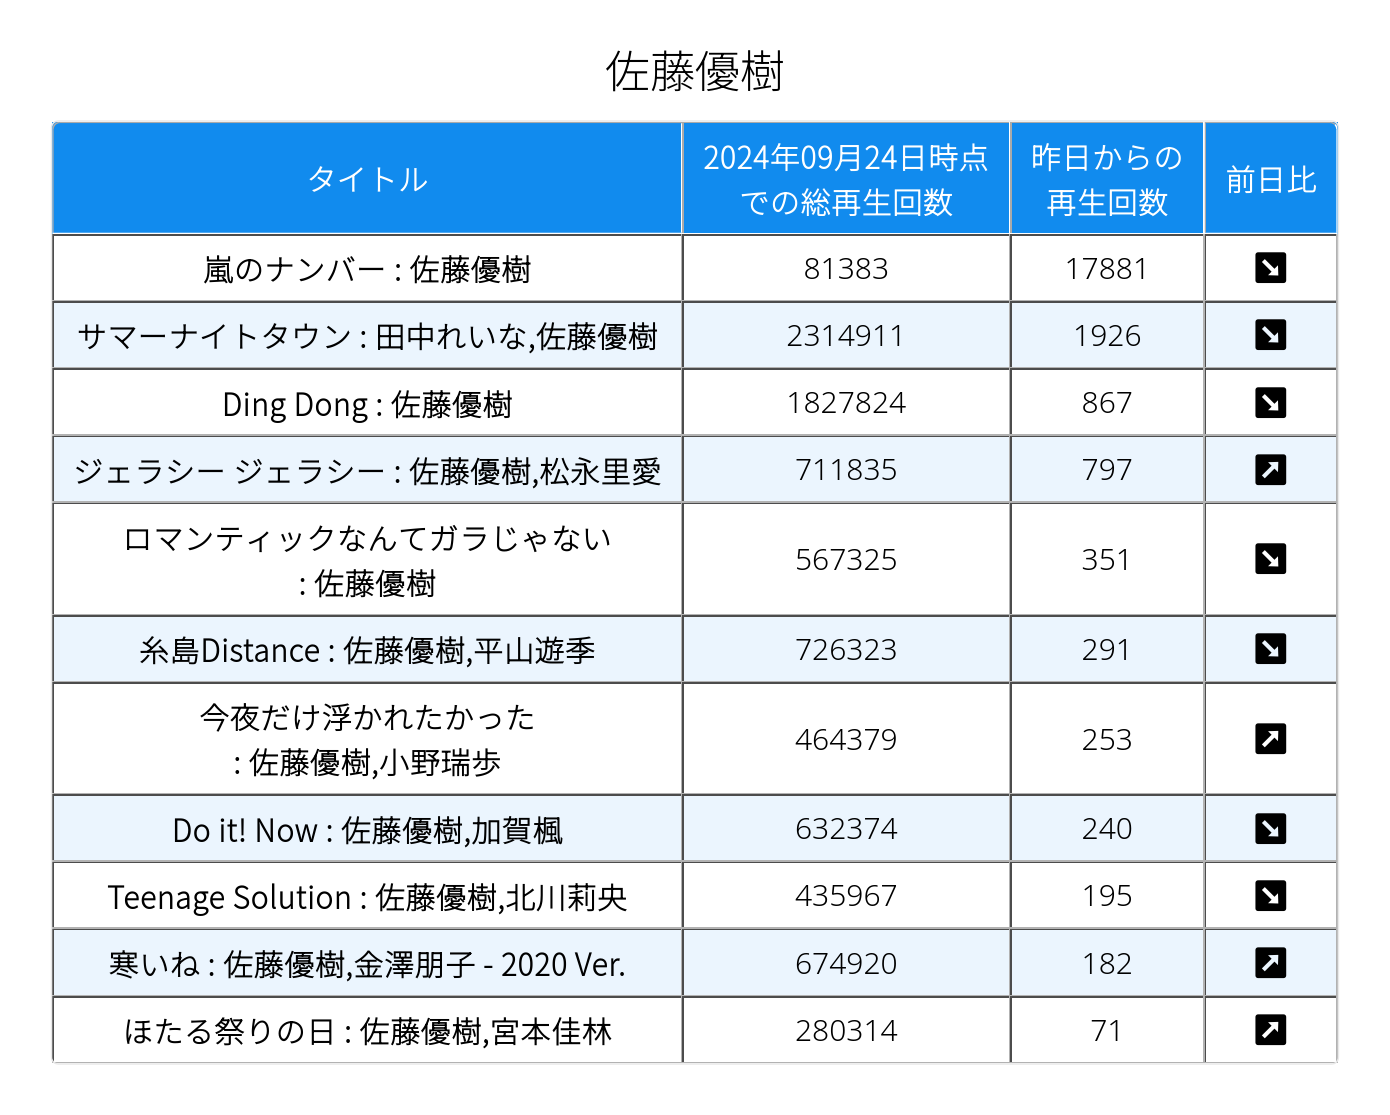 佐藤優樹
タイトル
2024年09月24日時点
での総再生回数
昨日からの
再生回数
前日比
嵐のナンバー : 佐藤優樹
81383
17881
サマーナイトタウン : 田中れいな,佐藤優樹
2314911
1926
Ding Dong : 佐藤優樹
1827824
867
ジェラシー ジェラシー : 佐藤優樹,松永里愛
711835
797
ロマンティックなんてガラじゃない
: 佐藤優樹
567325
351
糸島Distance : 佐藤優樹,平山遊季
726323
291
今夜だけ浮かれたかった
: 佐藤優樹,小野瑞歩
464379
253
Do it! Now : 佐藤優樹,加賀楓
632374
240
Teenage Solution : 佐藤優樹,北川莉央
435967
195
寒いね : 佐藤優樹,金澤朋子 - 2020 Ver.
674920
182
ほたる祭りの日 : 佐藤優樹,宮本佳林
280314
71